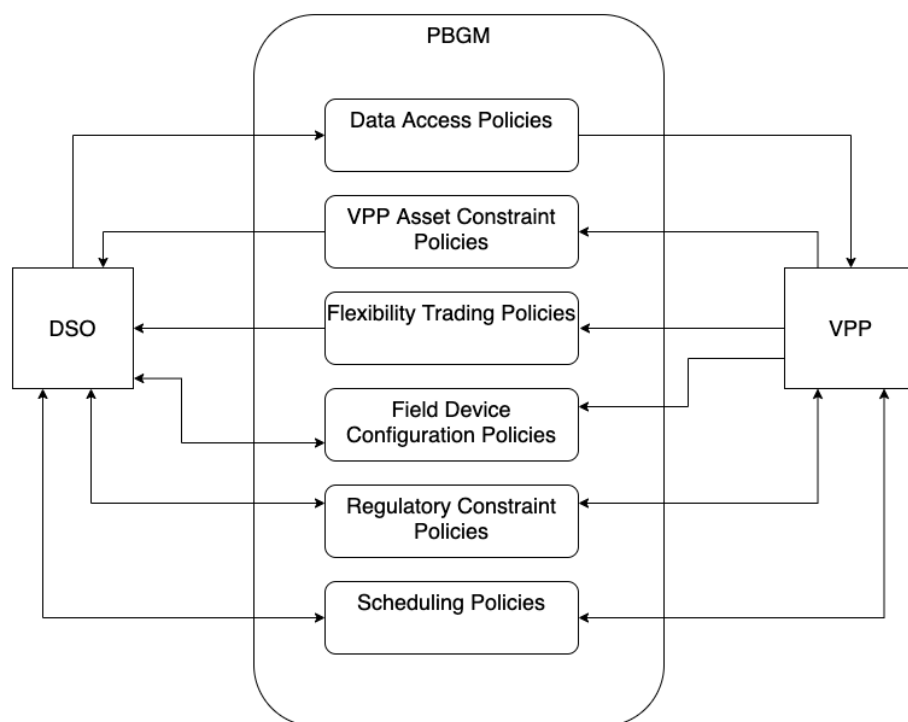 PBGM
Data Access Policies
VPP Asset Constraint
Policies
Flexibility Trading Policies
DSO
VPP
Field Device
Configuration Policies
Regulatory Constraint
Policies
Scheduling Policies